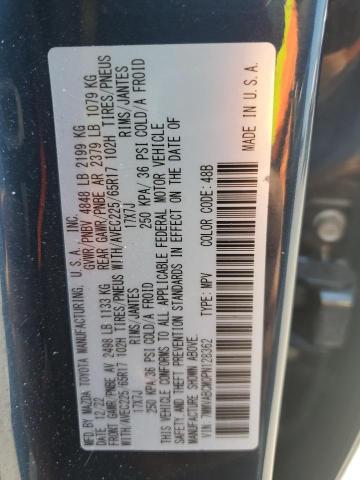 MFD. BY MAZDA TOYOTA MANUFACTURING, U.S.A., INC.
12/22 GVWR/PNBV 4848 LB 2199 KG
FRONT GAWR/PNBE AV 2498 LB 1133 KG REAR GAWR/PNBE AR 2379 LB 1079 KG
WITH/AVEC225/65R17 102H TIRES/PNEUS WITH/AVEC225/65R17 102H TIRES/PNEUS
RIMS/JANTES RIMS/JANTES
17X7J 17X7J
250 KPA/36 PSI COLD/A FROID 250 KPA/36 PSI COLD/A FROID
THIS VEHICLE CONFORMS TO ALL APPLICABLE FEDERAL MOTOR VEHICLE
SAFETY THEFT PREVENTION STANDARDS IN EFFECT ON THE DATE OF
MANUFACTURE SHOWN ABOVE.
TYPE: MPV COLOR CODE: 48B
MADE IN U.S.A.